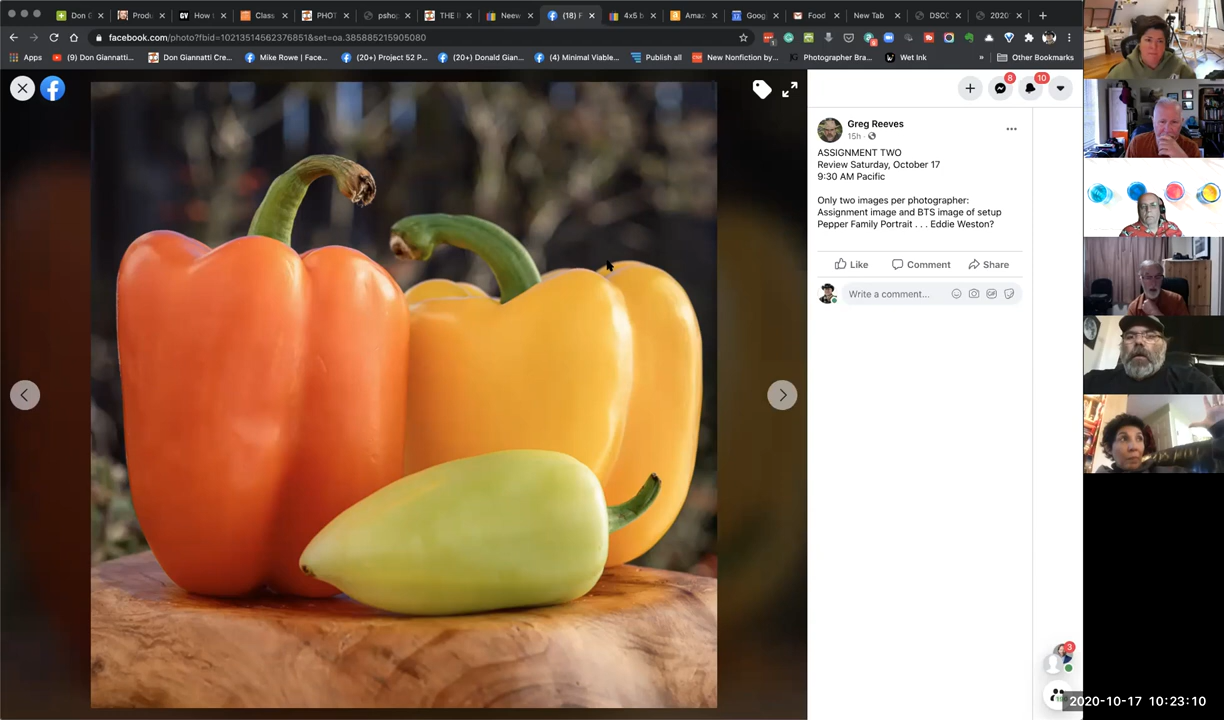 Don G
Produ
GV How
Class
PHOT
pshop
THE I
Neew
(18) F
4x5 b
Amaz
Goog
Food
New Tab
DSC0
2020
facebook.com/photo?fbid=10213514562376851&set=oa.385885215905080
Apps
(9) Don Giannatti...
Don Giannatti Cre...
Mike Rowe | Face...
(20+) Project 52 P...
(20+) Donald Gian...
(4) Minimal Viable...
Publish all
New Nonfiction by...
Photographer Bra...
Wet Ink
»
Other Bookmarks
8
10
Greg Reeves
15h ·
ASSIGNMENT TWO
Review Saturday, October 17
9:30 AM Pacific
Only two images per photographer:
Assignment image and BTS image of setup
Pepper Family Portrait . . . Eddie Weston?
Like
Comment
Share
Write a comment...
GIF
3
2020-10-17 10:23:10